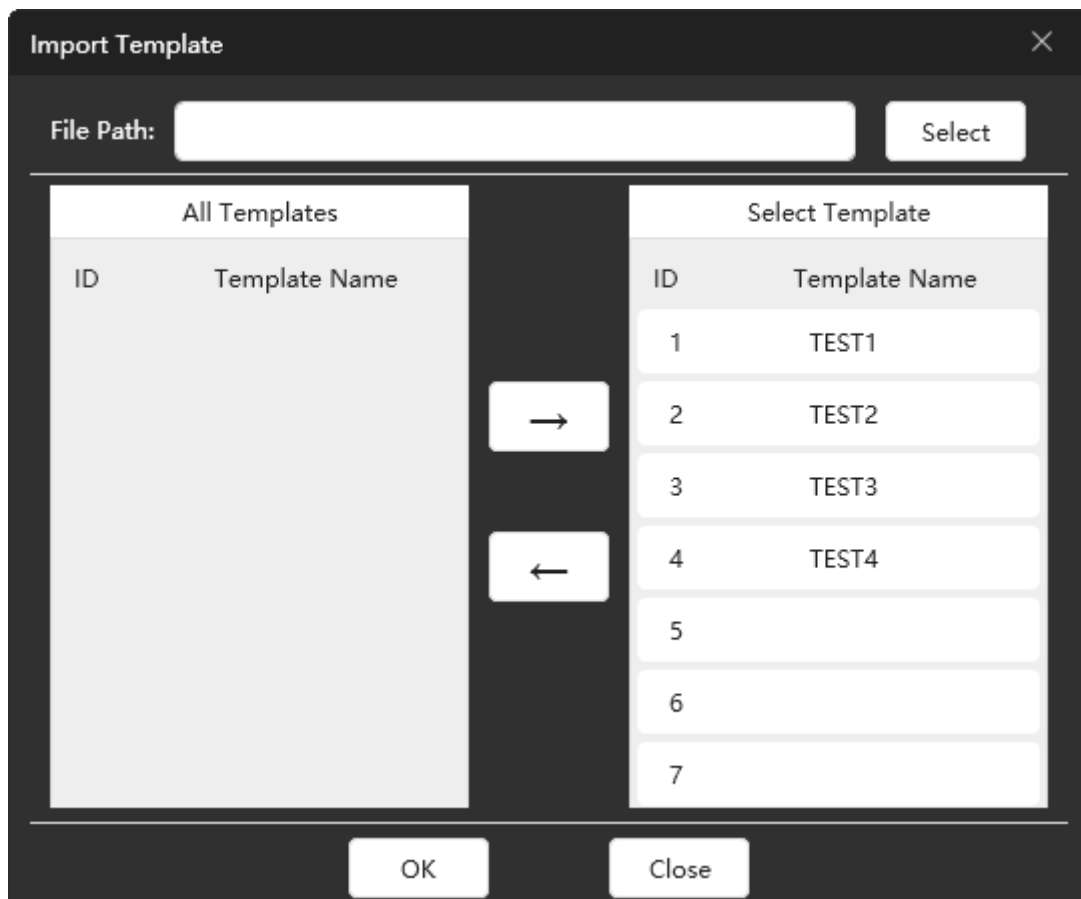 Import Template
File Path:
Select
All Templates
Select Template
ID Template Name
ID Template Name
1 TEST1
2 TEST2
→
3 TEST3
4 TEST4
←
5
6
7
OK
Close